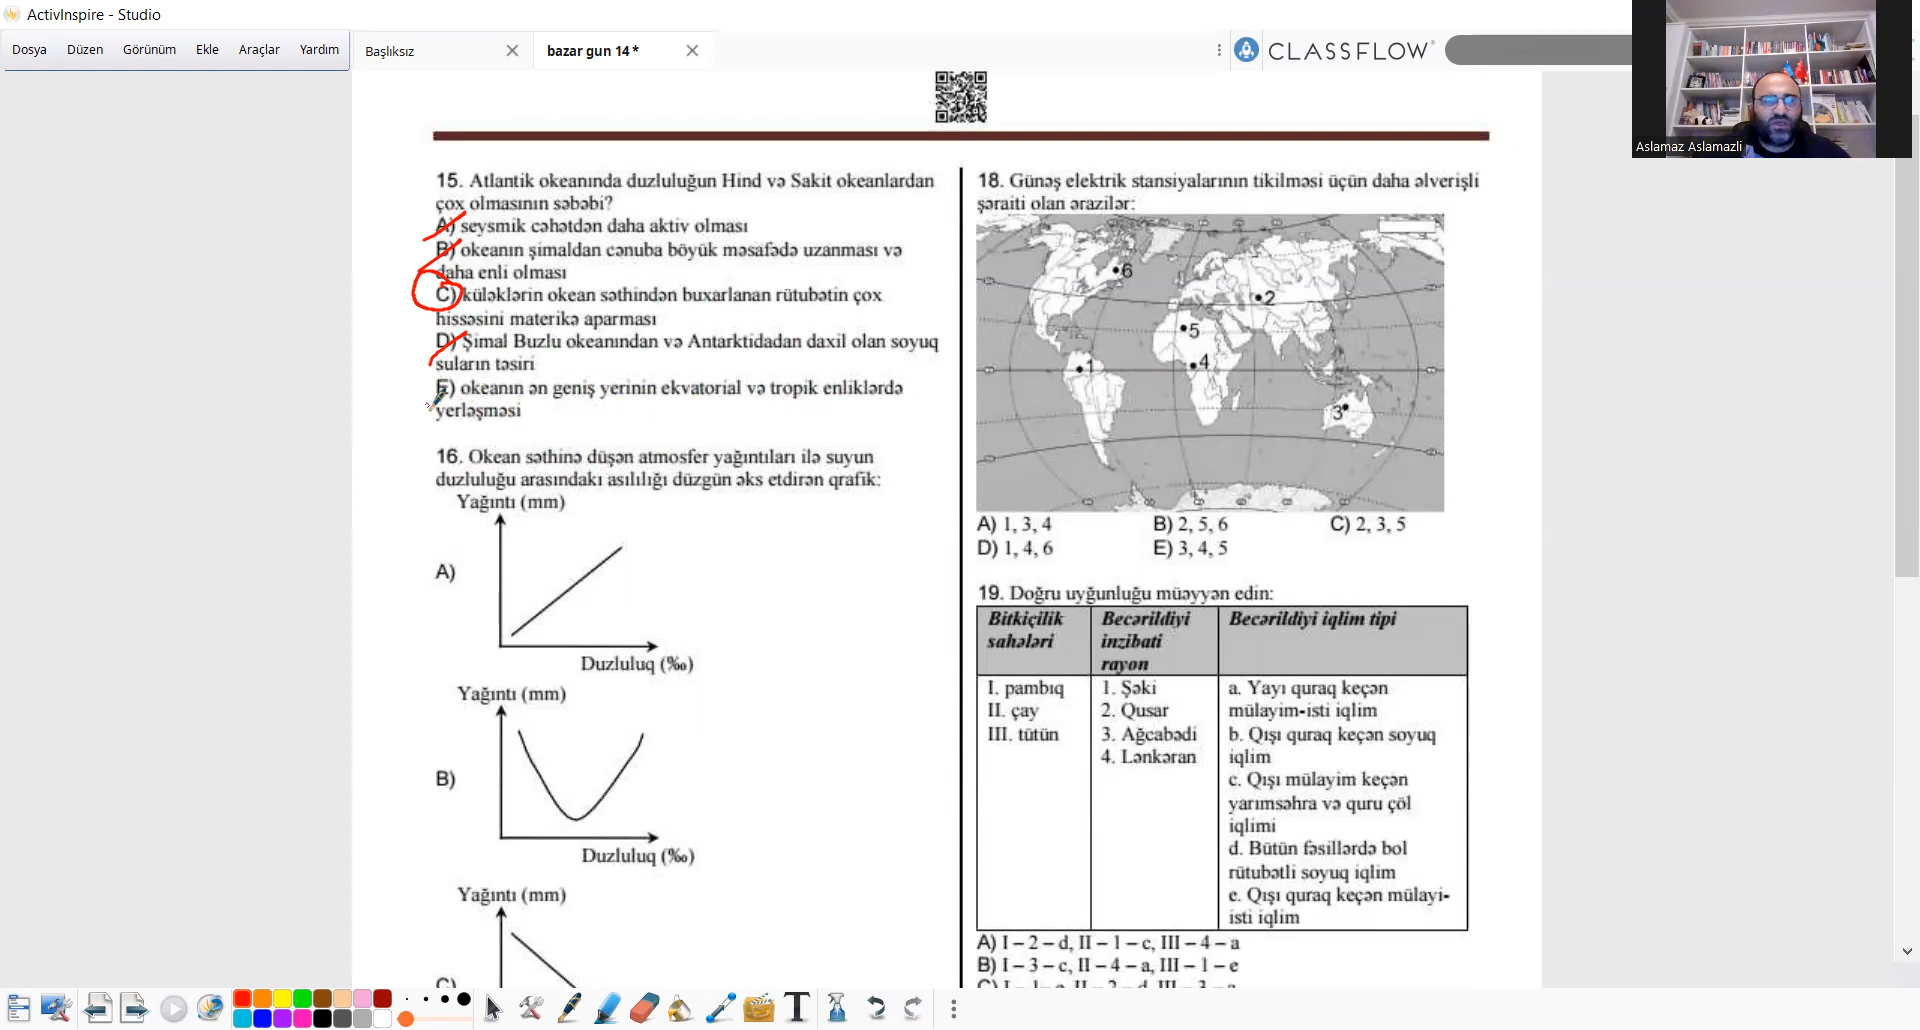 ActivInspire - Studio
Dosya Düzen Görünüm Ekle Araçlar Yardım
Başlıksız
bazar gun 14 *
CLASSFLOW
Aslamaz Aslamazli
15. Atlantik okeanında duzluluğun Hind və Sakit okeanlardan
çox olmasının səbəbi?
A) seysmik cəhətdən daha aktiv olması
B) okeanın şimaldan cənuba böyük məsafədə uzanması və
daha enli olması
C) küləklərin okean səthindən buxarlanan rütubətin çox
hissəsini materikə aparması
D) Şimal Buzlu okeanından və Antarktidadan daxil olan soyuq
suların təsiri
E) okeanın ən geniş yerinin ekvatorial və tropik enliklərdə
yerləşməsi
16. Okean səthinə düşən atmosfer yağıntıları ilə suyun
duzluluğu arasındakı asılılığı düzgün əks etdirən qrafik:
Yağıntı (mm)
A)
Duzluluq (‰)
Yağıntı (mm)
B)
Duzluluq (‰)
Yağıntı (mm)
C)
18. Günəş elektrik stansiyalarının tikilməsi üçün daha əlverişli
şəraiti olan ərazilər:
6
2
5
4
1
3
A) 1, 3, 4 B) 2, 5, 6 C) 2, 3, 5
D) 1, 4, 6 E) 3, 4, 5
19. Doğru uyğunluğu müəyyən edin:
Bitkiçilik
sahələri
Becərildiyi
inzibati
rayon
Becərildiyi iqlim tipi
I. pambıq
II. çay
III. tütün
1. Şəki
2. Qusar
3. Ağcabədi
4. Lənkəran
a. Yayı quraq keçən
mülayim-isti iqlim
b. Qışı quraq keçən soyuq
iqlim
c. Qışı mülayim keçən
yarımsəhra və quru çöl
iqlimi
d. Bütün fəsillərdə bol
rütubətli soyuq iqlim
e. Qışı quraq keçən mülayi-
isti iqlim
A) I – 2 – d, II – 1 – c, III – 4 – a
B) I – 3 – c, II – 4 – a, III – 1 – e